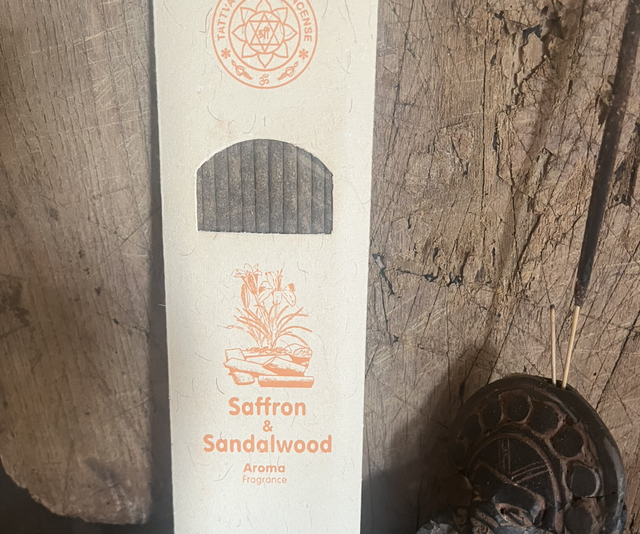 TATTVA
INCENSE
श्री
ॐ
Saffron
&
Sandalwood
Aroma
Fragrance